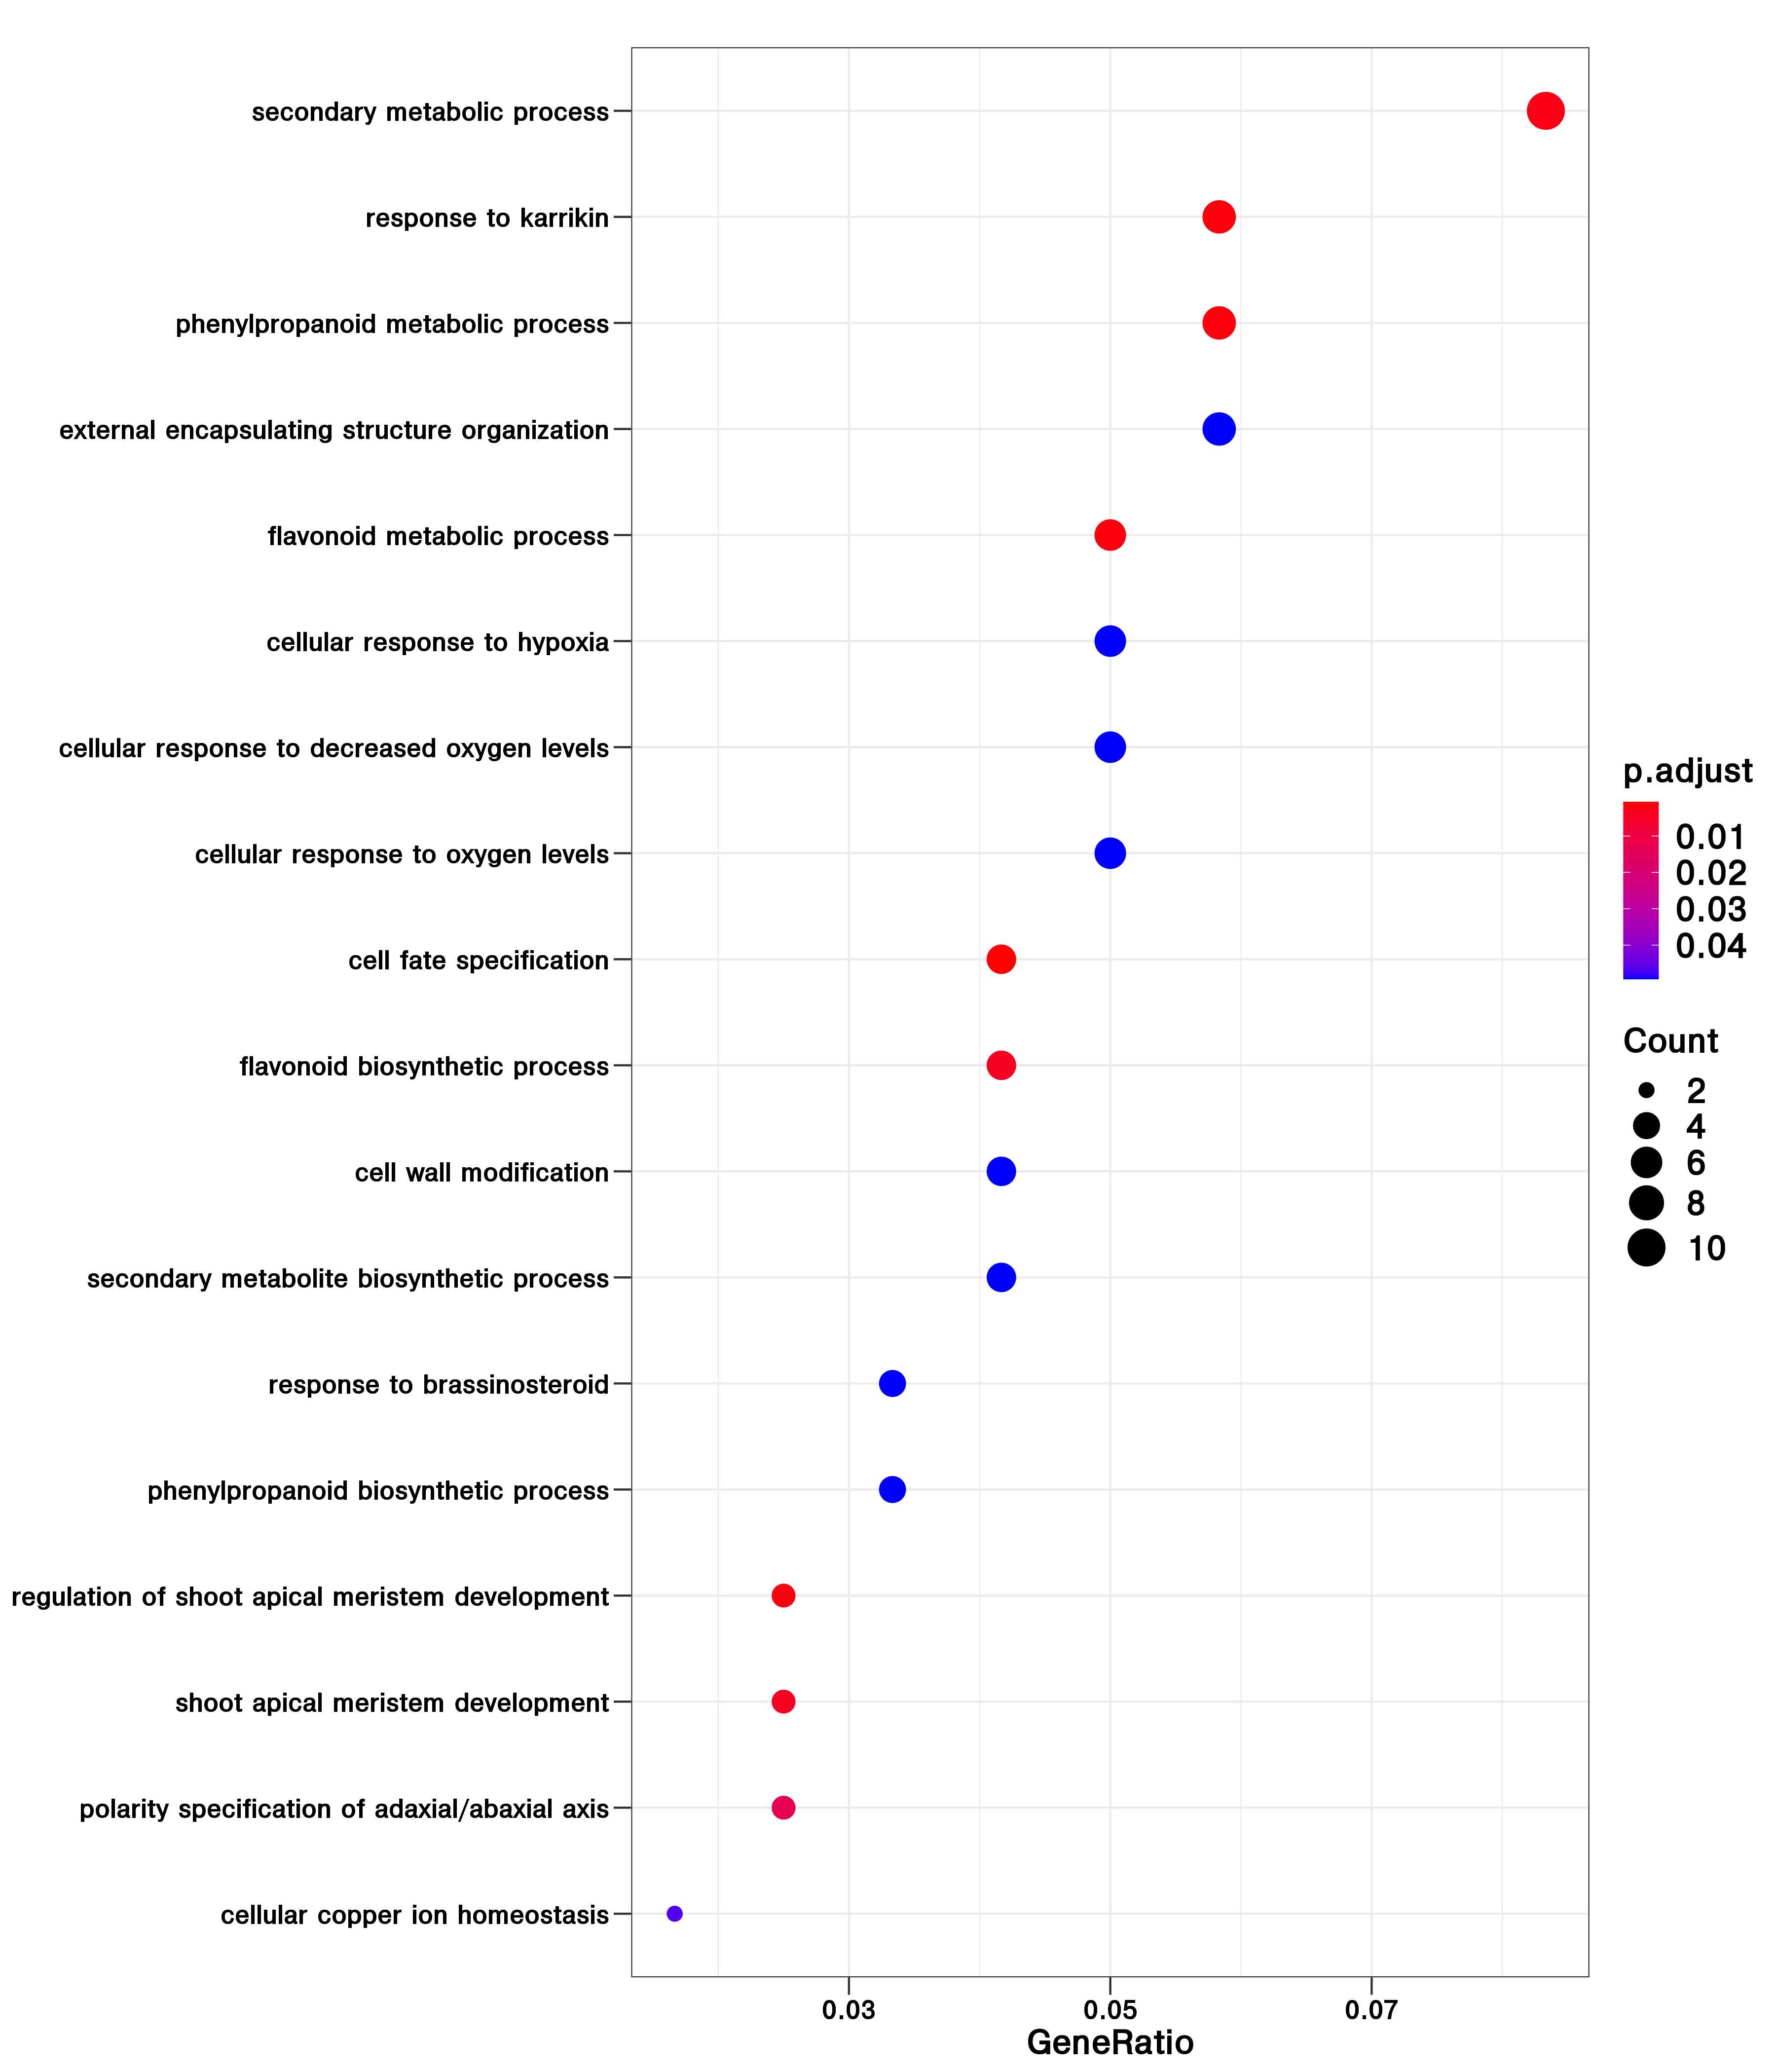 secondary metabolic process
response to karrikin
phenylpropanoid metabolic process
external encapsulating structure organization
flavonoid metabolic process
cellular response to hypoxia
cellular response to decreased oxygen levels
cellular response to oxygen levels
cell fate specification
flavonoid biosynthetic process
cell wall modification
secondary metabolite biosynthetic process
response to brassinosteroid
phenylpropanoid biosynthetic process
regulation of shoot apical meristem development
shoot apical meristem development
polarity specification of adaxial/abaxial axis
cellular copper ion homeostasis
0.03 0.05 0.07
GeneRatio
p.adjust
0.01
0.02
0.03
0.04
Count
2
4
6
8
10